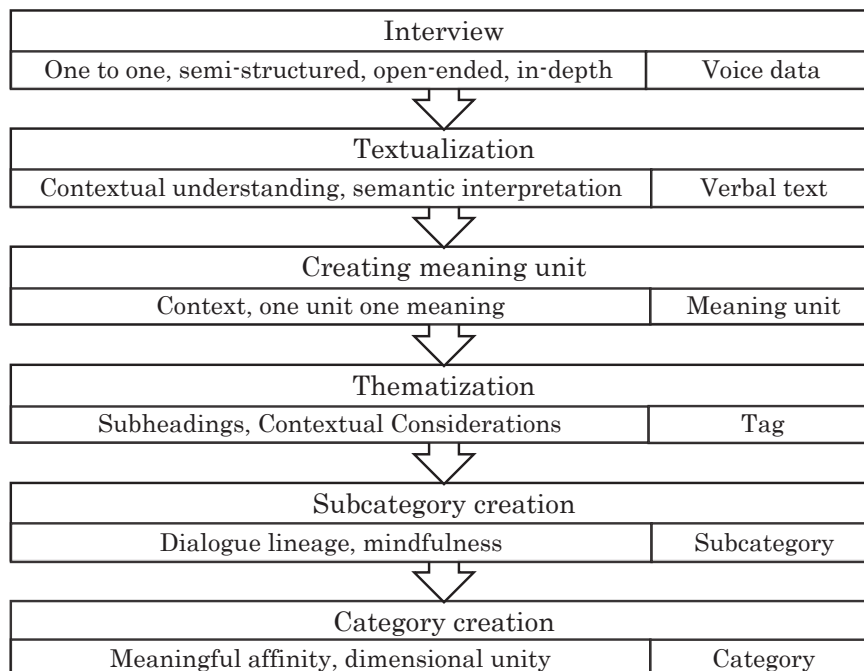 Interview
One to one, semi-structured, open-ended, in-depth Voice data
Textualization
Contextual understanding, semantic interpretation Verbal text
Creating meaning unit
Context, one unit one meaning Meaning unit
Thematization
Subheadings, Contextual Considerations Tag
Subcategory creation
Dialogue lineage, mindfulness Subcategory
Category creation
Meaningful affinity, dimensional unity Category